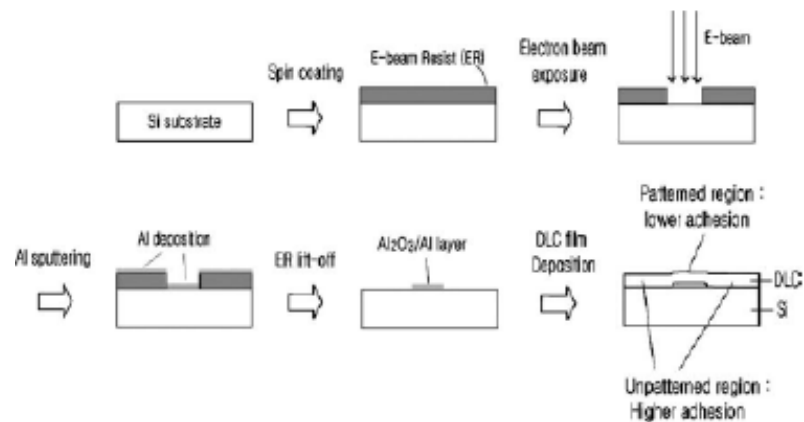 Spin coating
E-beam Resist (ER)
Electron beam
exposure
E-beam
Si substrate
Al sputtering
Al deposition
ER lift-off
Al₂O₃/Al layer
DLC film
Deposition
Patterned region :
lower adhesion
DLC
Si
Unpatterned region :
Higher adhesion